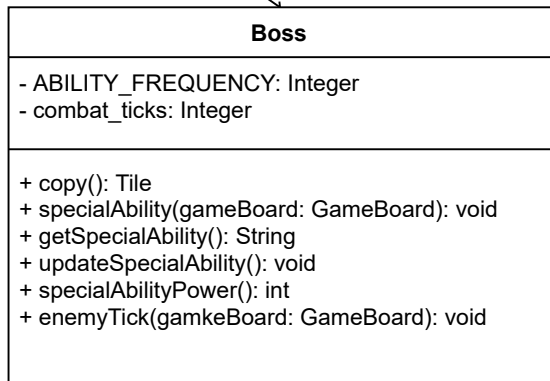 Boss
- ABILITY_FREQUENCY: Integer
- combat_ticks: Integer
+ copy(): Tile
+ specialAbility(gameBoard: GameBoard): void
+ getSpecialAbility(): String
+ updateSpecialAbility(): void
+ specialAbilityPower(): int
+ enemyTick(gamkeBoard: GameBoard): void